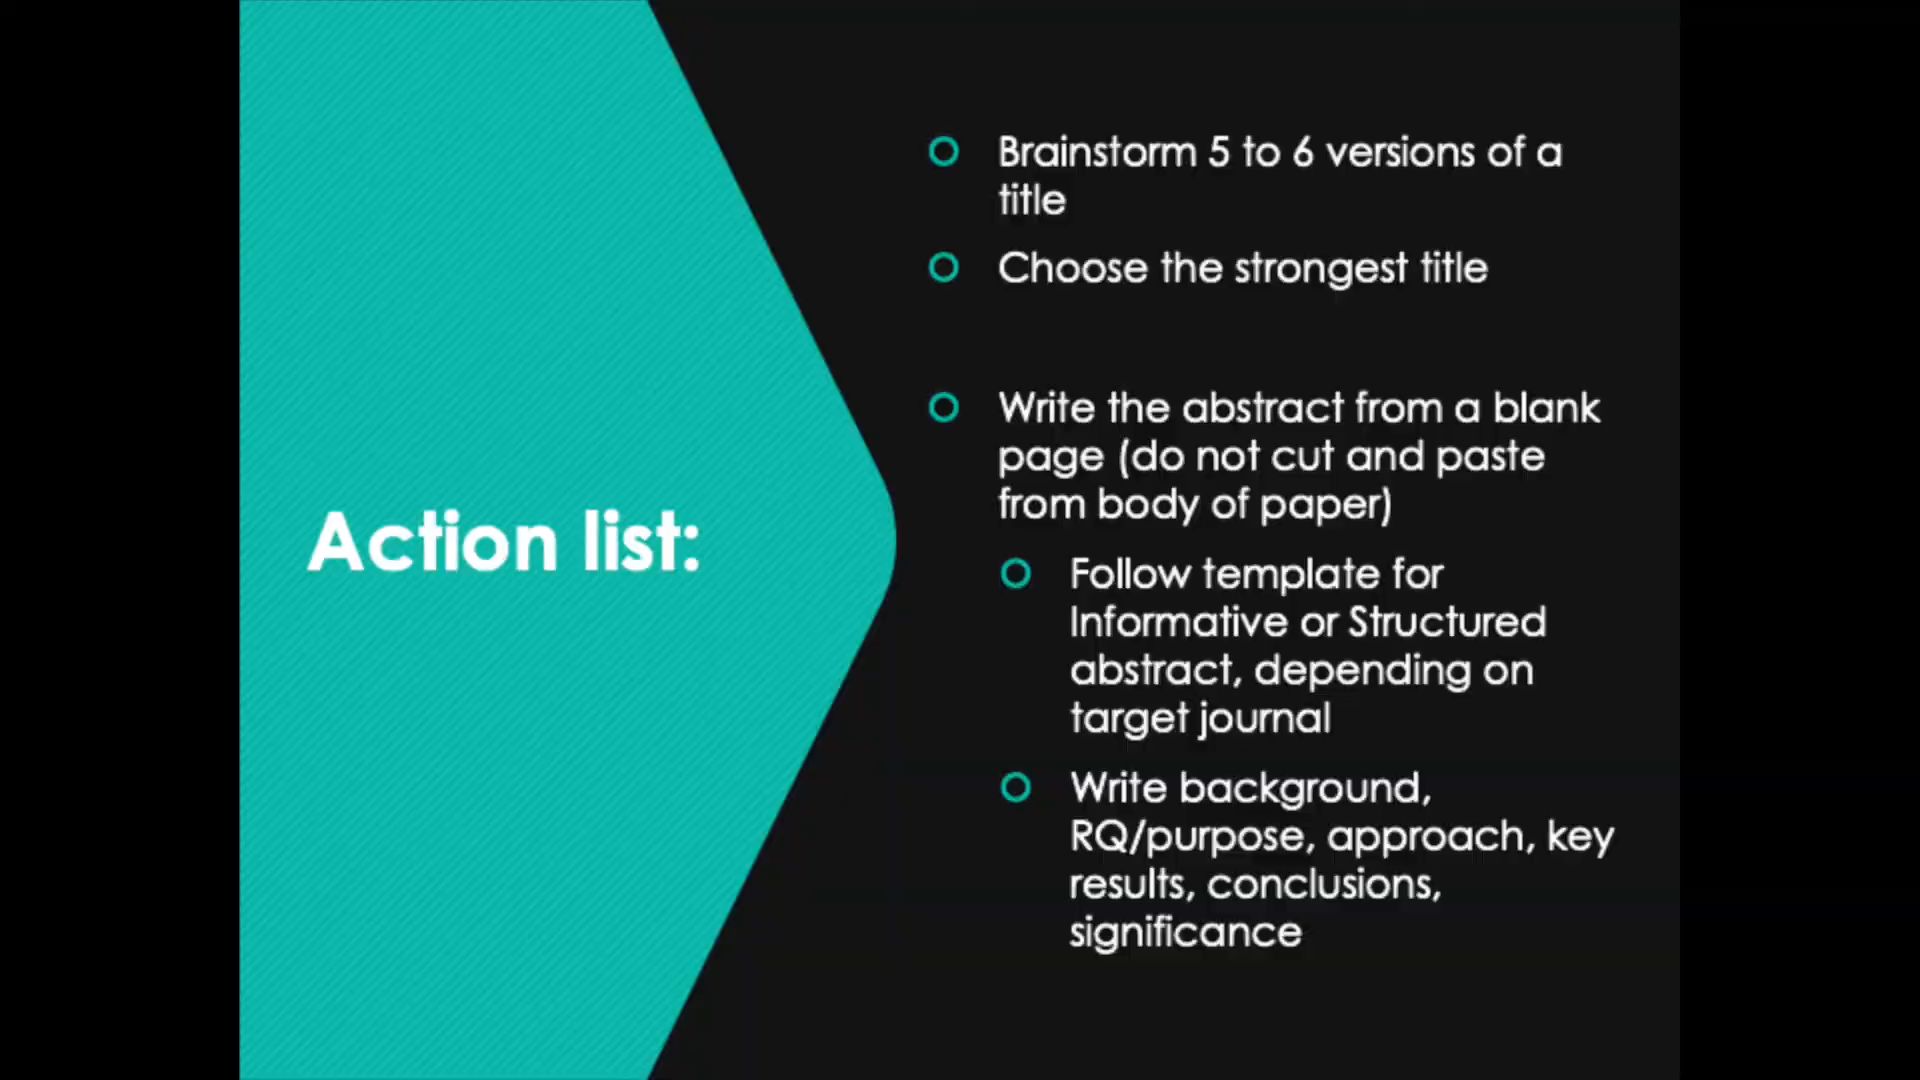 Action list:
Brainstorm 5 to 6 versions of a
title
Choose the strongest title
Write the abstract from a blank
page (do not cut and paste
from body of paper)
Follow template for
Informative or Structured
abstract, depending on
target journal
Write background,
RQ/purpose, approach, key
results, conclusions,
significance